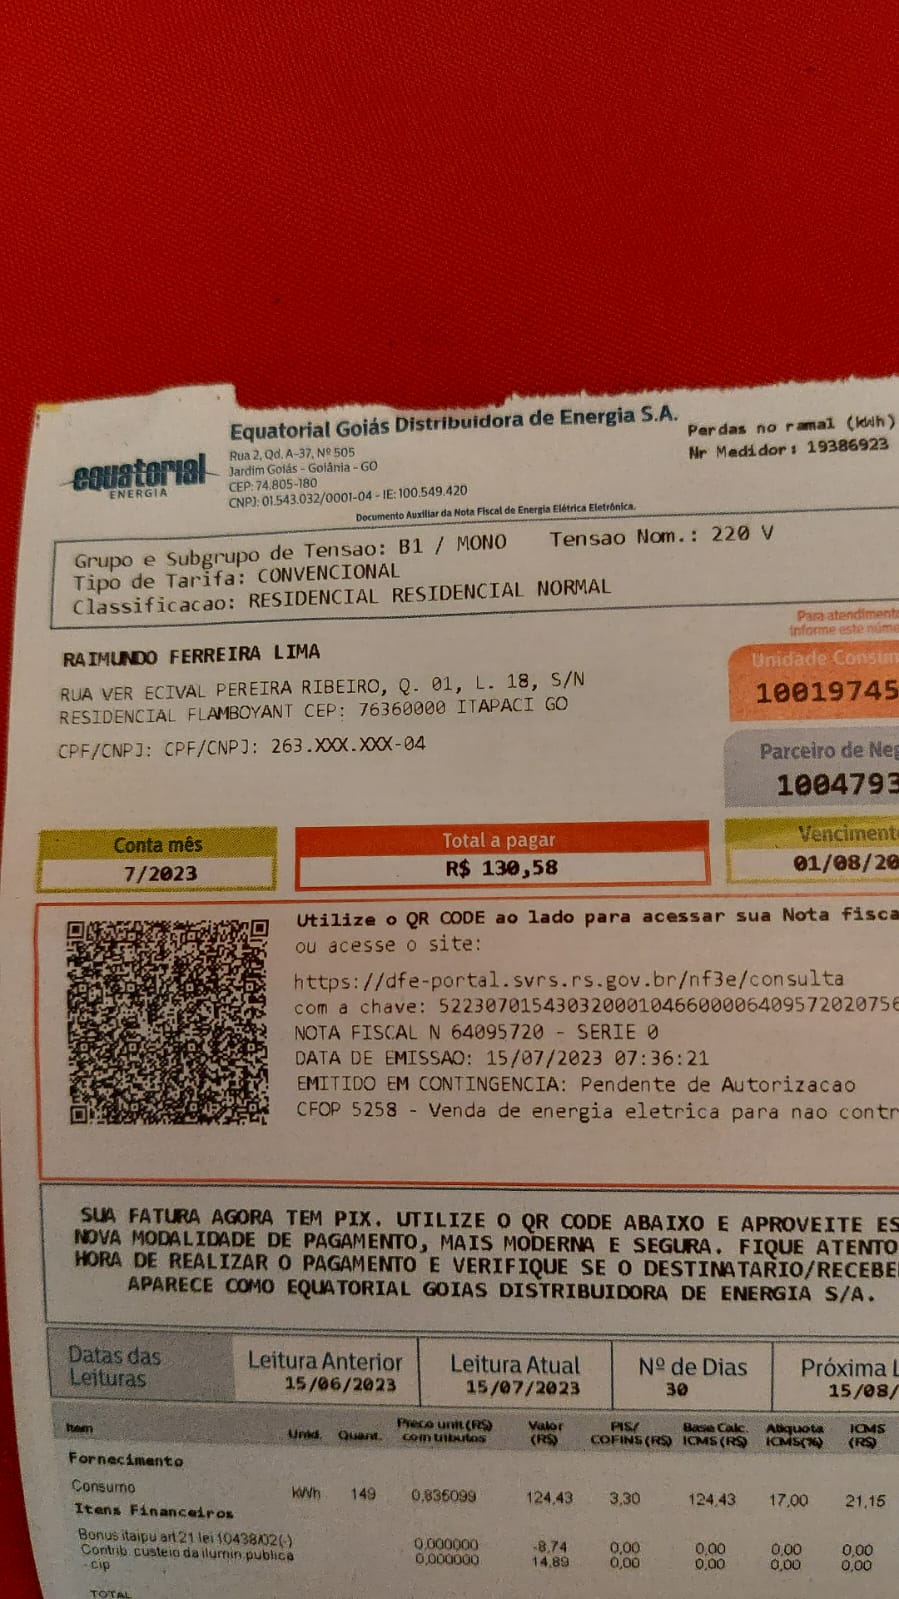 Equatorial Goiás Distribuidora de Energia S.A.
Perdas no ramal (kWh)
equatorial
ENERGIA
Rua 2, Qd. A-37, Nº 505
Nr Medidor: 19386923
Jardim Goiás - Goiânia - GO
CEP: 74.805-180
CNPJ: 01.543.032/0001-04 - IE: 100.549.420
Documento Auxiliar da Nota Fiscal de Energia Elétrica Eletrônica.
Grupo e Subgrupo de Tensao: B1 / MONO Tensao Nom.: 220 V
Tipo de Tarifa: CONVENCIONAL
Classificacao: RESIDENCIAL RESIDENCIAL NORMAL
Para atendiment
informe este núme
RAIMUNDO FERREIRA LIMA
Unidade Consum
RUA VER ECIVAL PEREIRA RIBEIRO, Q. 01, L. 18, S/N
10019745
RESIDENCIAL FLAMBOYANT CEP: 76360000 ITAPACI GO
CPF/CNPJ: CPF/CNPJ: 263.XXX.XXX-04
Parceiro de Neg
1004793
Conta mês
Total a pagar
Vencimento
7/2023
R$ 130,58
01/08/20
Utilize o QR CODE ao lado para acessar sua Nota fisca
ou acesse o site:
https://dfe-portal.svrs.rs.gov.br/nf3e/consulta
com a chave: 5223070154303200010466000064095720207 56
NOTA FISCAL N 64095720 - SERIE 0
DATA DE EMISSAO: 15/07/2023 07:36:21
EMITIDO EM CONTINGENCIA: Pendente de Autorizacao
CFOP 5258 - Venda de energia eletrica para nao contr
SUA FATURA AGORA TEM PIX. UTILIZE O QR CODE ABAIXO E APROVEITE ES
NOVA MODALIDADE DE PAGAMENTO, MAIS MODERNA E SEGURA. FIQUE ATENTO
HORA DE REALIZAR O PAGAMENTO E VERIFIQUE SE O DESTINATARIO/RECEBE
APARECE COMO EQUATORIAL GOIAS DISTRIBUIDORA DE ENERGIA S/A.
Datas das Leituras
Leitura Anterior Leitura Atual Nº de Dias Próxima L
15/06/2023 15/07/2023 30 15/08/
Item Unid. Quant. Preco unit (R$) com tributos Valor (R$) PIS/ COFINS (R$) Base Calc. ICMS (R$) Aliquota ICMS(%) ICMS (R$)
Fornecimento
Consumo kWh 149 0,835099 124,43 3,30 124,43 17,00 21,15
Itens Financeiros
Bonus itaipu art 21 lei 10438/02(-) 0,000000 -8,74 0,00 0,00 0,00 0,00
Contrib. custeio da ilumin. publica 0,000000 14,89 0,00 0,00 0,00 0,00
- cip
TOTAL